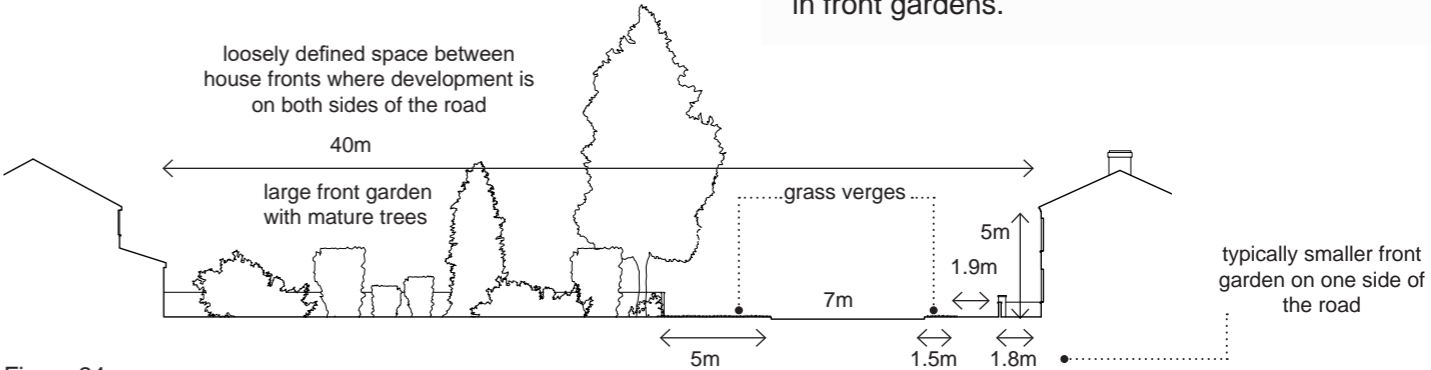 in front gardens.
loosely defined space between
house fronts where development is
on both sides of the road
40m
large front garden
with mature trees
grass verges
5m
1.9m
7m
typically smaller front
garden on one side of
the road
5m
1.5m
1.8m